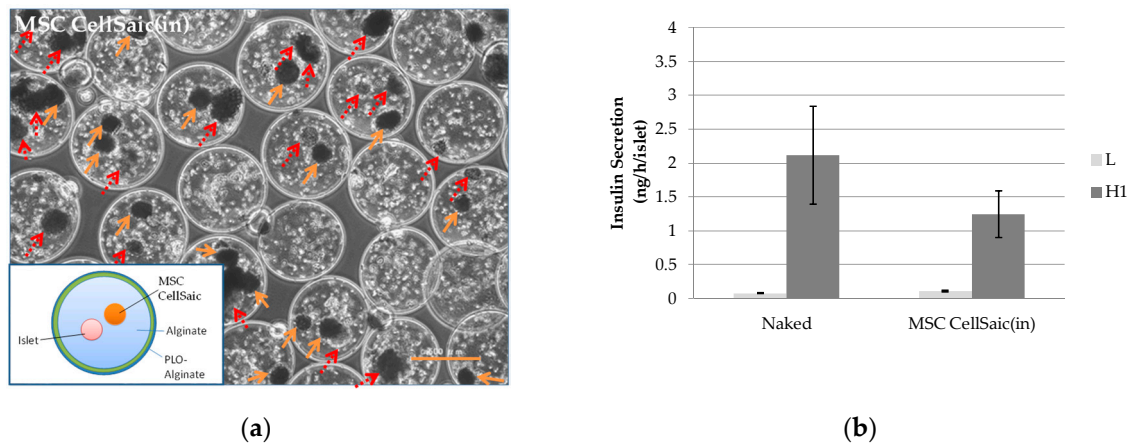 MSC CellSaic(in)
MSC
CellSaic
Islet
Alginate
PLO-
Alginate
(a)
Insulin Secretion
(ng/h/islet)
4
3.5
3
2.5
2
1.5
1
0.5
0
Naked
MSC CellSaic(in)
L
H1
(b)